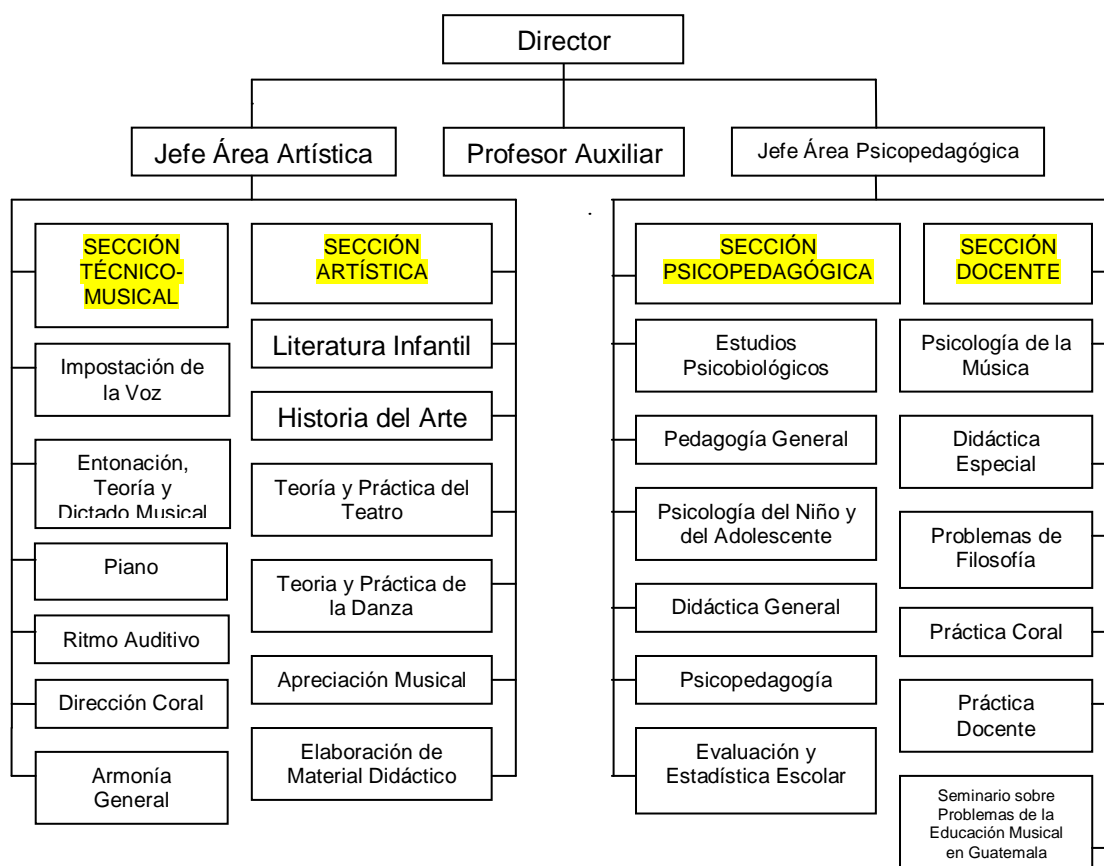 Director
Jefe Área Artística
Profesor Auxiliar
Jefe Área Psicopedagógica
SECCIÓN
TÉCNICO-
MUSICAL
Impostación de
la Voz
Entonación,
Teoría y
Dictado Musical
Piano
Ritmo Auditivo
Dirección Coral
Armonía
General
SECCIÓN
ARTÍSTICA
Literatura Infantil
Historia del Arte
Teoría y Práctica del
Teatro
Teoria y Práctica de
la Danza
Apreciación Musical
Elaboración de
Material Didáctico
SECCIÓN
PSICOPEDAGÓGICA
Estudios
Psicobiológicos
Pedagogía General
Psicología del Niño y
del Adolescente
Didáctica General
Psicopedagogía
Evaluación y
Estadística Escolar
SECCIÓN
DOCENTE
Psicología de la
Música
Didáctica
Especial
Problemas de
Filosofía
Práctica Coral
Práctica
Docente
Seminario sobre
Problemas de la
Educación Musical
en Guatemala